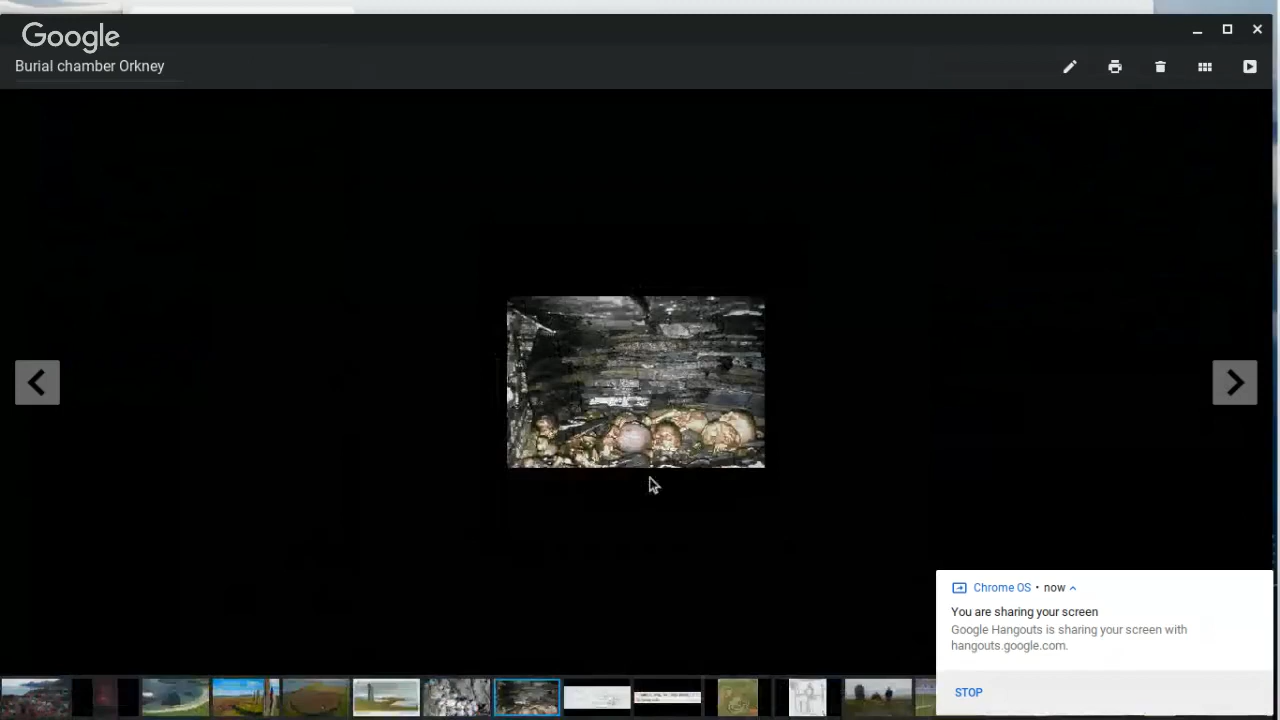 Google
Burial chamber Orkney
Chrome OS • now
You are sharing your screen
Google Hangouts is sharing your screen with
hangouts.google.com.
STOP